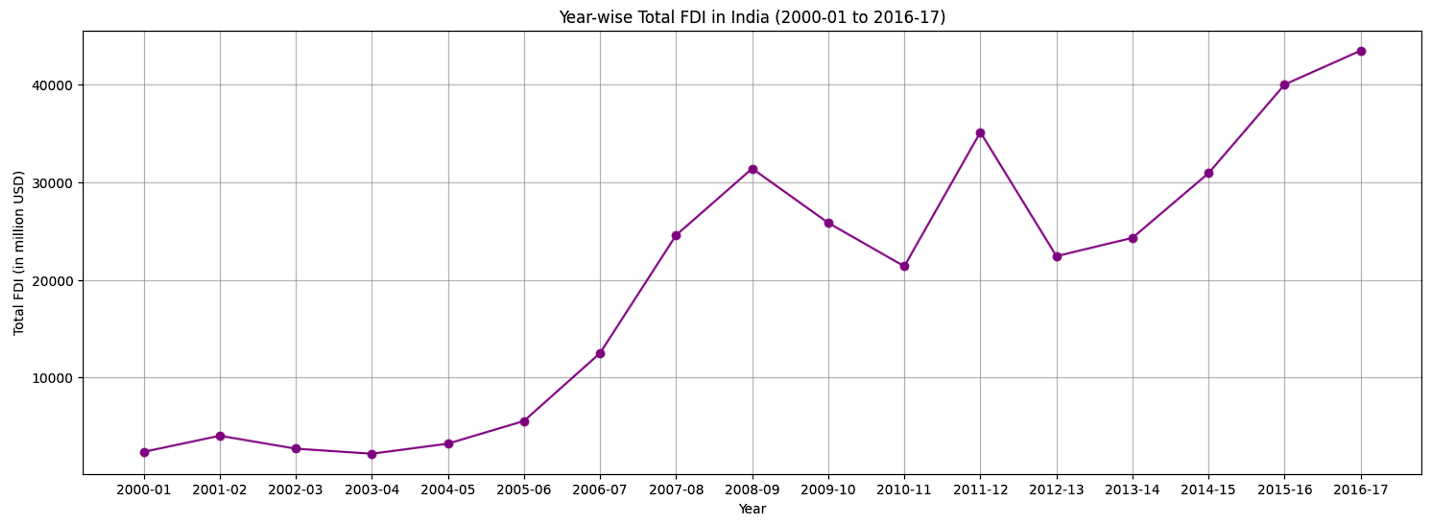 Year-wise Total FDI in India (2000-01 to 2016-17)
Total FDI (in million USD)
40000
30000
20000
10000
2000-01 2001-02 2002-03 2003-04 2004-05 2005-06 2006-07 2007-08 2008-09 2009-10 2010-11 2011-12 2012-13 2013-14 2014-15 2015-16 2016-17
Year